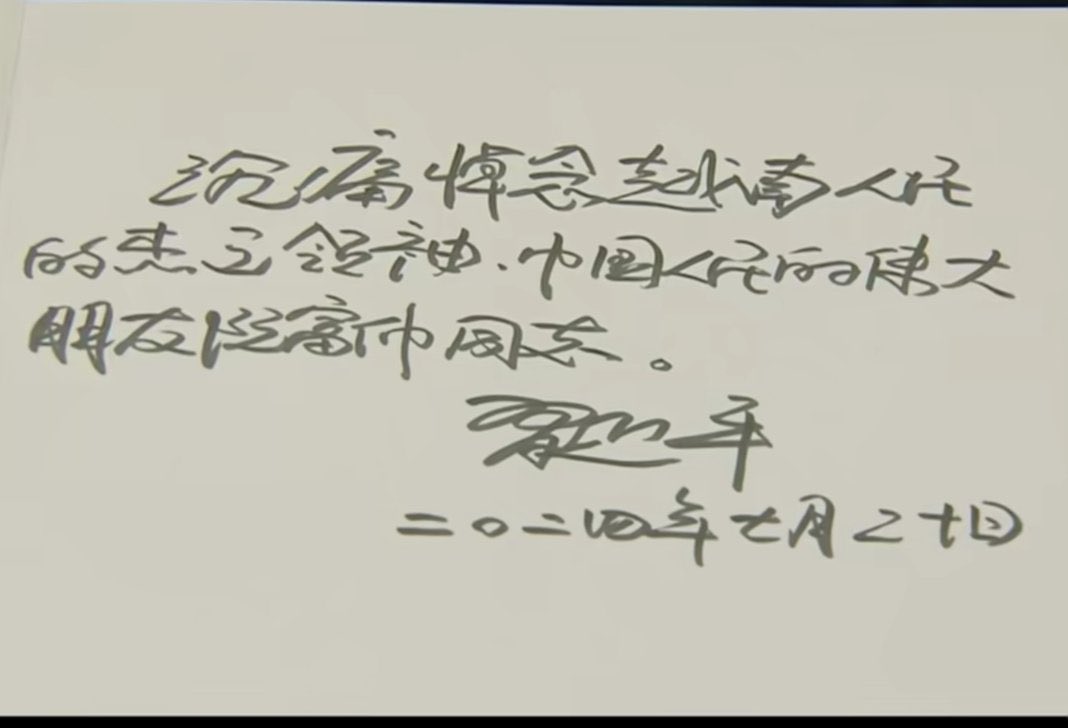 沉痛悼念越南人民
的杰出领袖、中国人民的伟大
朋友阮富仲同志。
习近平
二〇二四年七月二十日